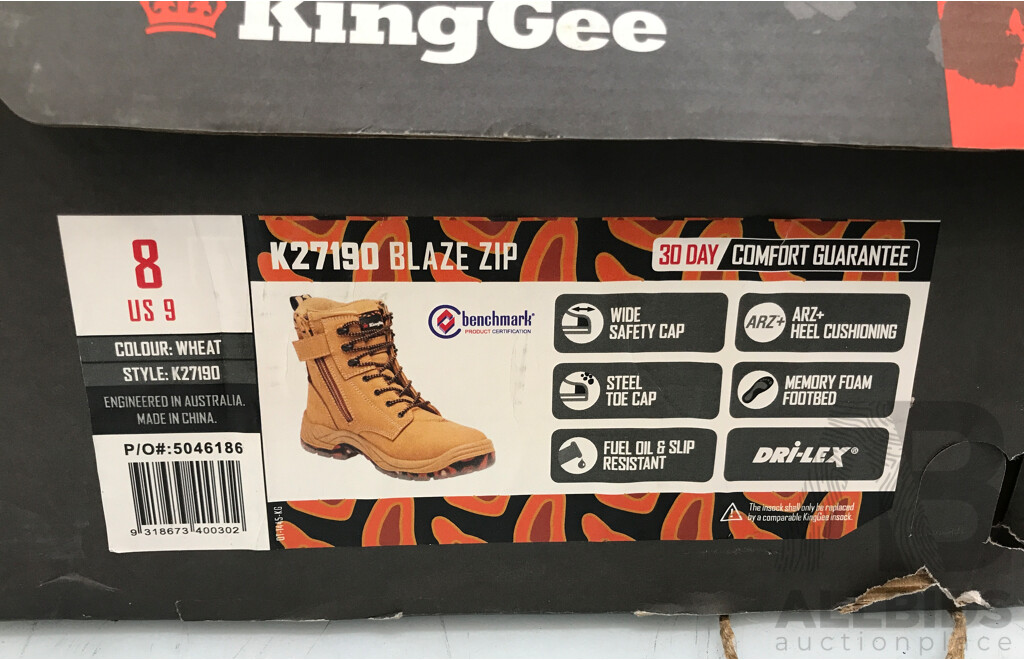 KingGee
8
US 9
COLOUR: WHEAT
STYLE: K27190
ENGINEERED IN AUSTRALIA.
MADE IN CHINA.
P/O#:5046186
9 318673 400302
K27190 BLAZE ZIP
30 DAY COMFORT GUARANTEE
benchmark®
PRODUCT CERTIFICATION
WIDE
SAFETY CAP
ARZ+
ARZ+
HEEL CUSHIONING
STEEL
TOE CAP
MEMORY FOAM
FOOTBED
FUEL OIL & SLIP
RESISTANT
DRI-LEX®
The insock shall only be replaced
by a comparable KingGee insock.
ALLBIDS
auctionplace